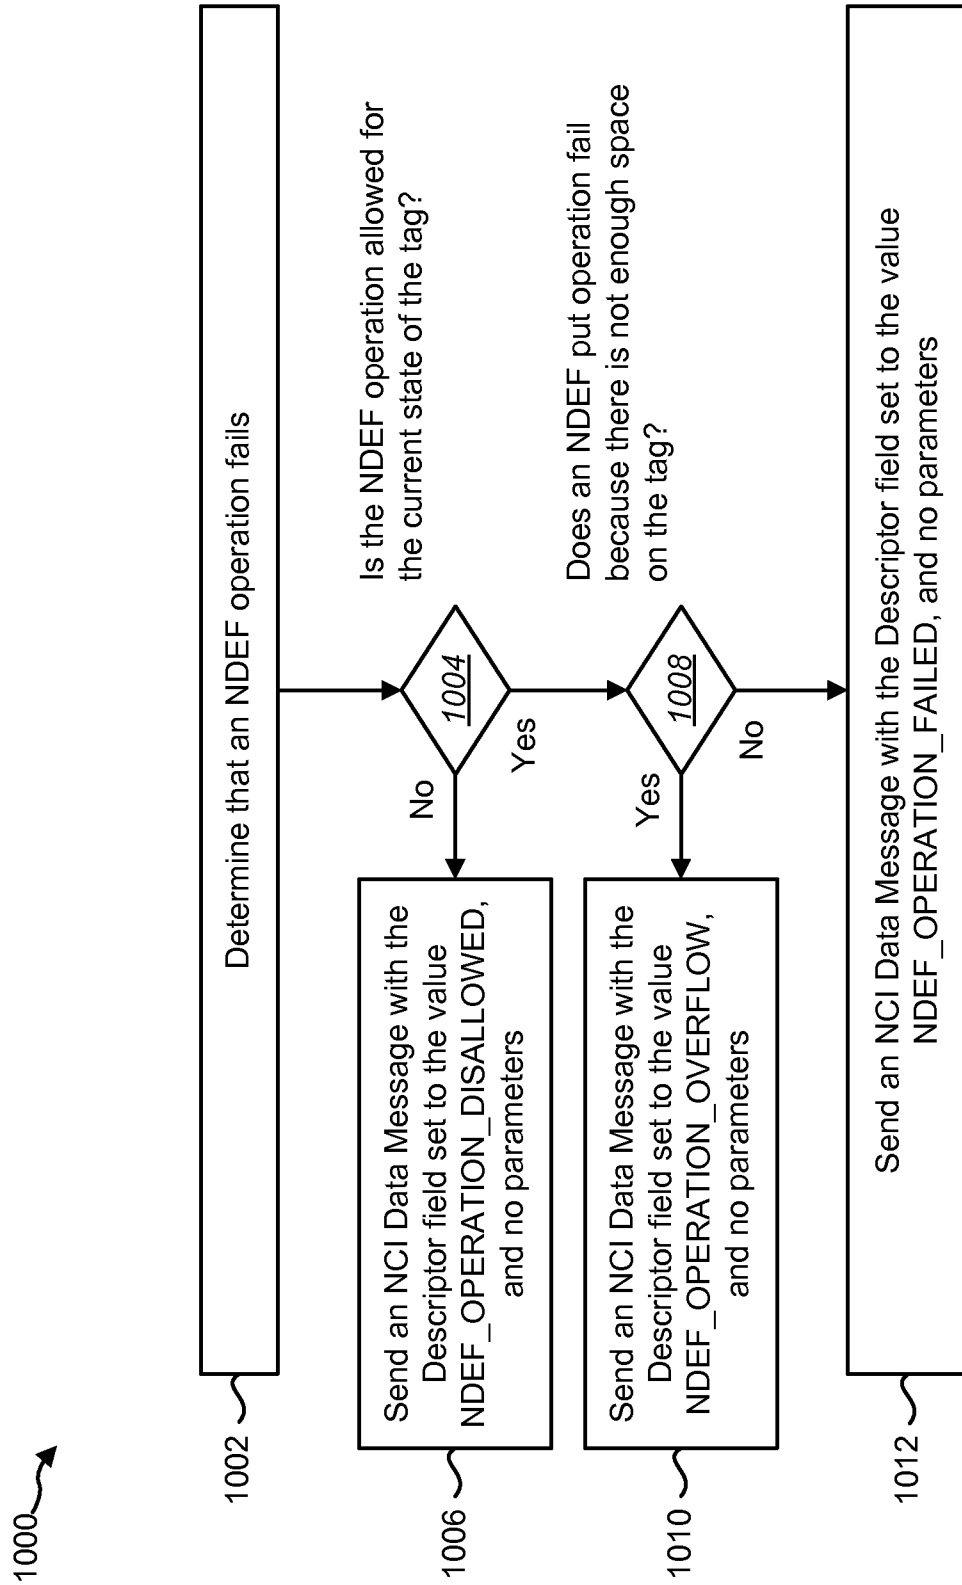 1000
1002
Determine that an NDEF operation fails
1004
Is the NDEF operation allowed for
the current state of the tag?
No
Yes
1006
Send an NCI Data Message with the
Descriptor field set to the value
NDEF_OPERATION_DISALLOWED,
and no parameters
1008
Does an NDEF put operation fail
because there is not enough space
on the tag?
Yes
No
1010
Send an NCI Data Message with the
Descriptor field set to the value
NDEF_OPERATION_OVERFLOW,
and no parameters
1012
Send an NCI Data Message with the Descriptor field set to the value
NDEF_OPERATION_FAILED, and no parameters